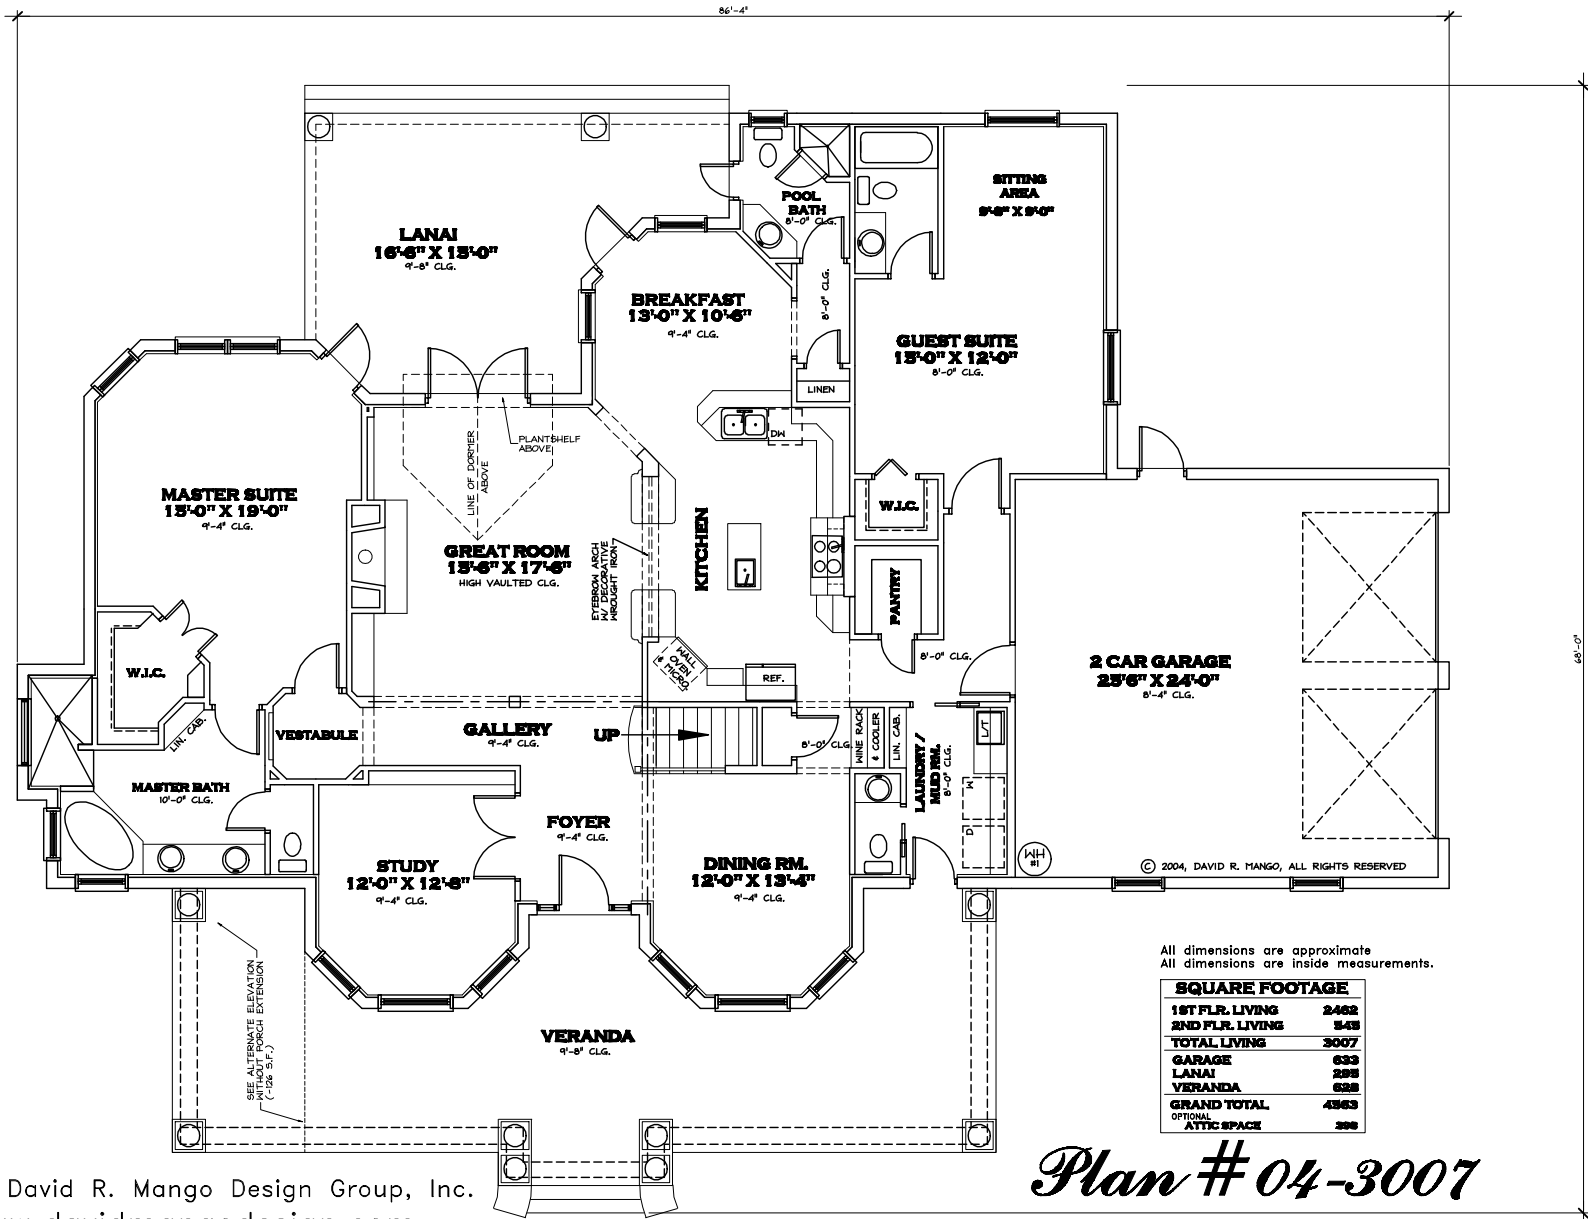 86'-4"
SITTING
AREA
9'-6" X 9'-0"
POOL
BATH
8'-0" CLG.
LANAI
16'-6" X 15'-0"
9'-8" CLG.
8'-0" CLG.
BREAKFAST
13'-0" X 10'-6"
9'-4" CLG.
GUEST SUITE
15'-0" X 12'-0"
8'-0" CLG.
LINEN
DW
PLANTSHELF
ABOVE
LINE OF DORMER
ABOVE
MASTER SUITE
15'-0" X 19'-0"
9'-4" CLG.
W.I.C.
GREAT ROOM
15'-6" X 17'-6"
HIGH VAULTED CLG.
EYEBROW ARCH
W/ DECORATIVE
WROUGHT IRON
KITCHEN
PANTRY
68'-0"
W.I.C.
WALL
OVEN
& MICRO.
REF.
8'-0" CLG.
2 CAR GARAGE
25'6" X 24'-0"
8'-4" CLG.
LIN. CAB.
VESTABULE
GALLERY
9'-4" CLG.
UP
8'-0" CLG.
WINE RACK
& COOLER
LIN. CAB.
LAUNDRY /
MUD RM.
8'-0" CLG.
L/T
W
D
MASTER BATH
10'-0" CLG.
FOYER
9'-4" CLG.
STUDY
12'-0" X 12'-8"
9'-4" CLG.
DINING RM.
12'-0" X 13'-4"
9'-4" CLG.
WH
#1
© 2004, DAVID R. MANGO, ALL RIGHTS RESERVED
SEE ALTERNATE ELEVATION
WITHOUT PORCH EXTENSION
(-126 S.F.)
VERANDA
9'-8" CLG.
All dimensions are approximate
All dimensions are inside measurements.
SQUARE FOOTAGE
1ST FLR. LIVING 2462
2ND FLR. LIVING 545
TOTAL LIVING 3007
GARAGE 633
LANAI 295
VERANDA 628
GRAND TOTAL 4563
OPTIONAL
ATTIC SPACE
Plan # 04-3007
David R. Mango Design Group, Inc.